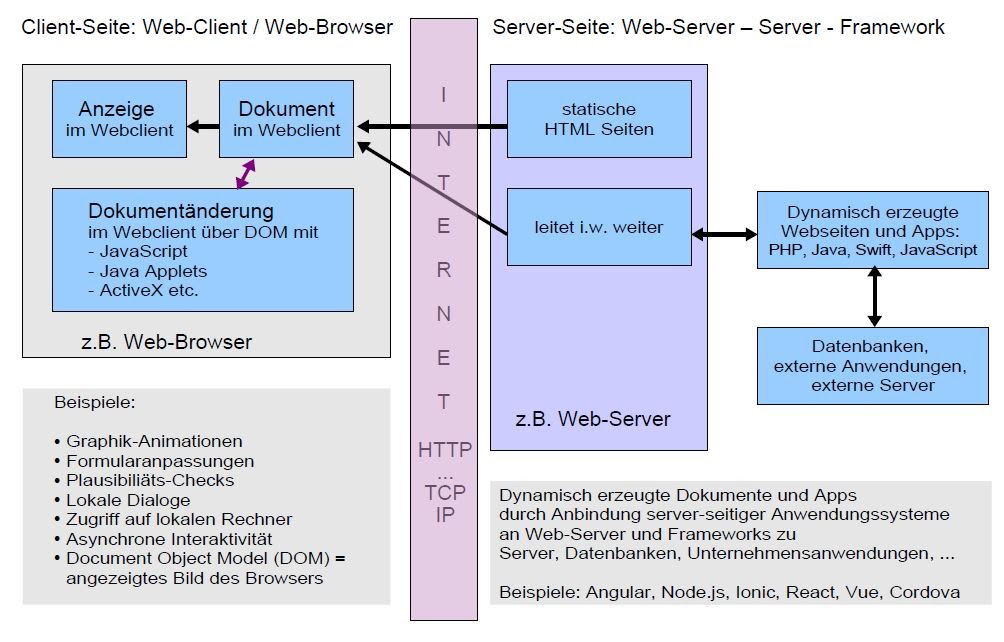 Client-Seite: Web-Client / Web-Browser
Server-Seite: Web-Server – Server - Framework
Anzeige
im Webclient
Dokument
im Webclient
Dokumentänderung
im Webclient über DOM mit
- JavaScript
- Java Applets
- ActiveX etc.
z.B. Web-Browser
Beispiele:
• Graphik-Animationen
• Formularanpassungen
• Plausibiliäts-Checks
• Lokale Dialoge
• Zugriff auf lokalen Rechner
• Asynchrone Interaktivität
• Document Object Model (DOM) =
angezeigtes Bild des Browsers
I
N
T
E
R
N
E
T
HTTP
...
TCP
IP
statische
HTML Seiten
leitet i.w. weiter
z.B. Web-Server
Dynamisch erzeugte
Webseiten und Apps:
PHP, Java, Swift, JavaScript
Datenbanken,
externe Anwendungen,
externe Server
Dynamisch erzeugte Dokumente und Apps
durch Anbindung server-seitiger Anwendungssysteme
an Web-Server und Frameworks zu
Server, Datenbanken, Unternehmensanwendungen, ...
Beispiele: Angular, Node.js, Ionic, React, Vue, Cordova